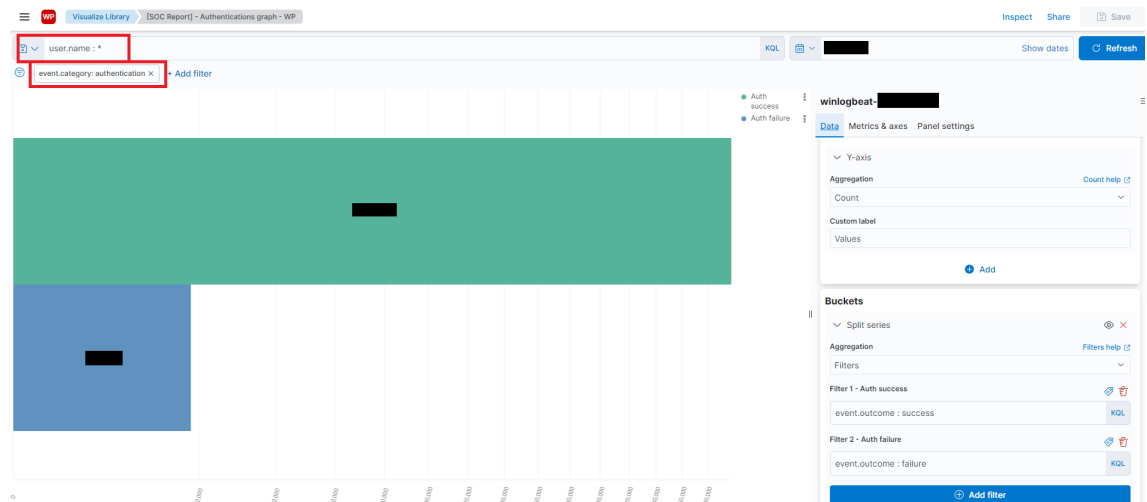 WP Visualize Library [SOC Report] - Authentications graph - WP Inspect Share Save
user.name : * KQL Show dates Refresh
event.category: authentication × + Add filter
Auth success
Auth failure
winlogbeat-
Data Metrics & axes Panel settings
Y-axis
Aggregation Count help
Count
Custom label
Values
Add
Buckets
Split series
Aggregation Filters help
Filters
Filter 1 - Auth success
event.outcome : success KQL
Filter 2 - Auth failure
event.outcome : failure KQL
Add filter